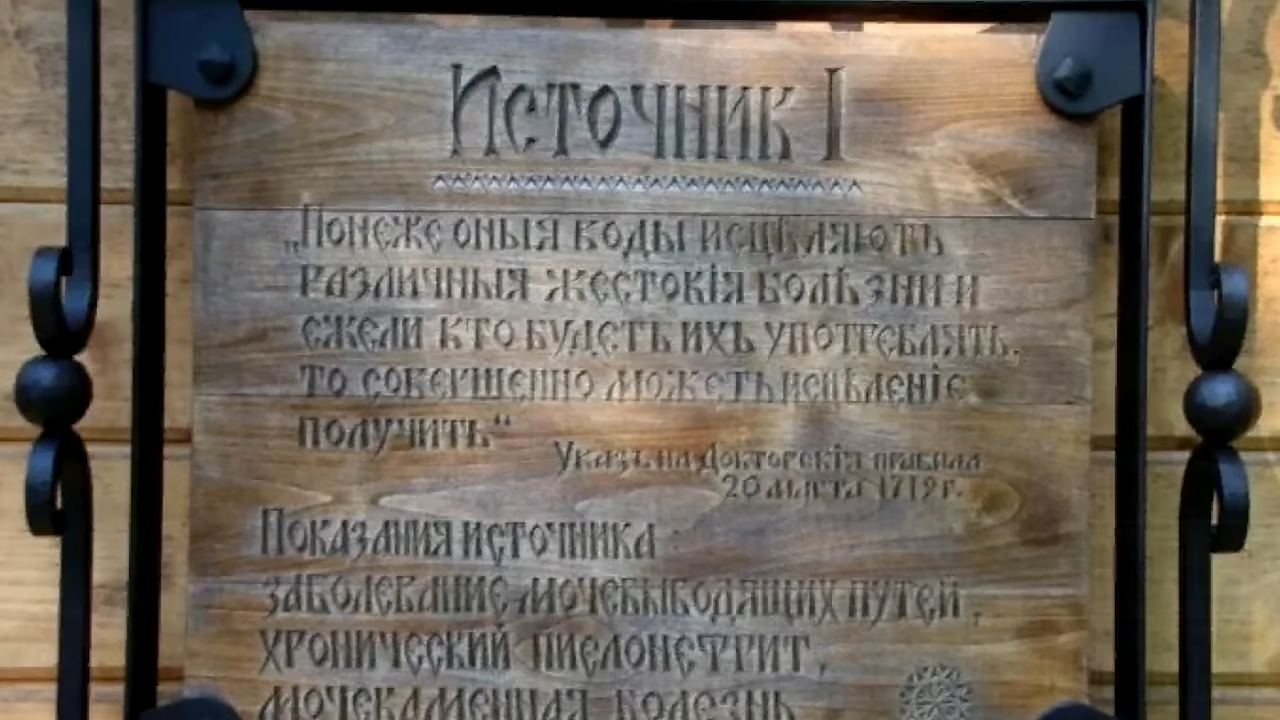 Источник I
„Понеже оныя воды исцѣляютъ
различныя жестокія болѣзни и
ежели кто будетъ ихъ употреблять,
то совершенно можетъ исцѣленіе
получить“
Указъ на Докторскія правила
20 марта 1719 г.
Показания источника:
заболевание мочевыводящих путей,
хронический пиелонефрит,
мочекаменная болезнь